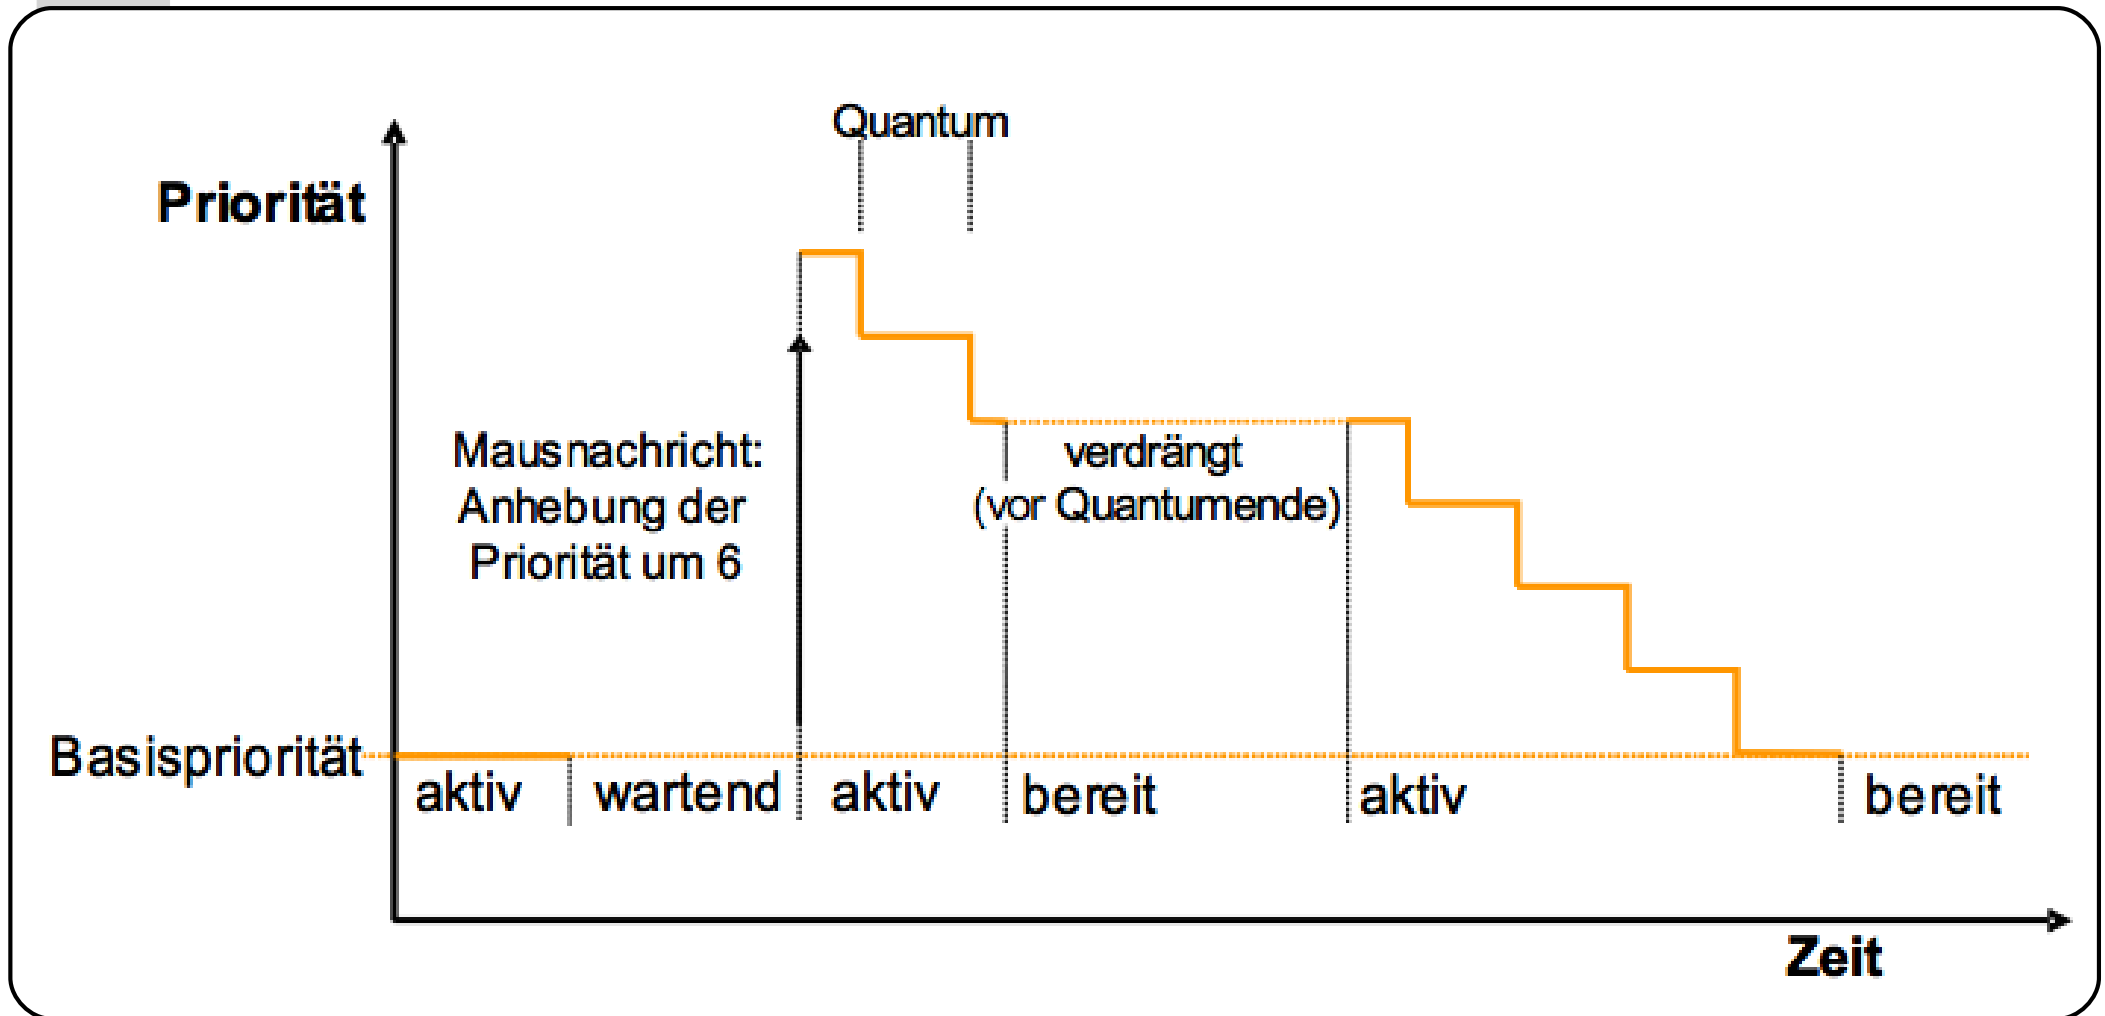 Quantum
Priorität
Mausnachricht:
Anhebung der
Priorität um 6
verdrängt
(vor Quantumende)
Basispriorität
aktiv
wartend
aktiv
bereit
aktiv
bereit
Zeit